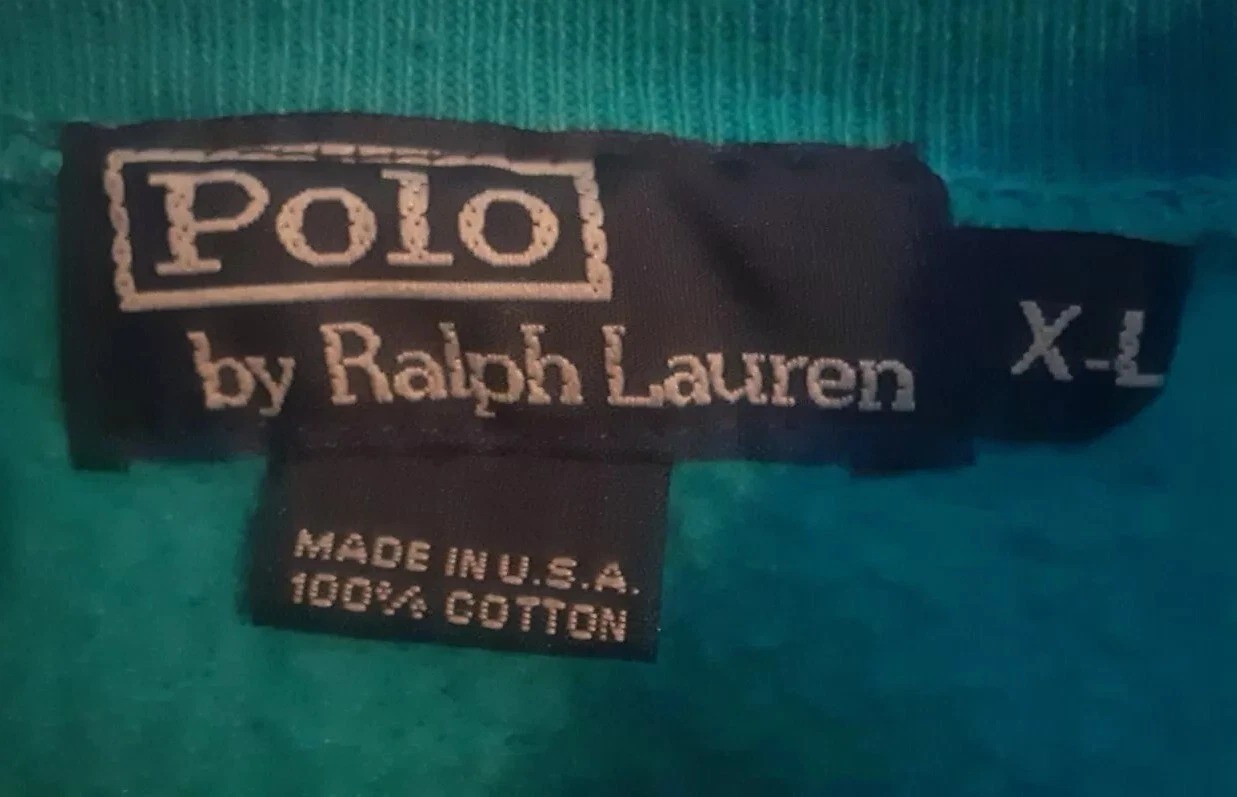 Polo
by Ralph Lauren
X-L
MADE IN U.S.A.
100% COTTON